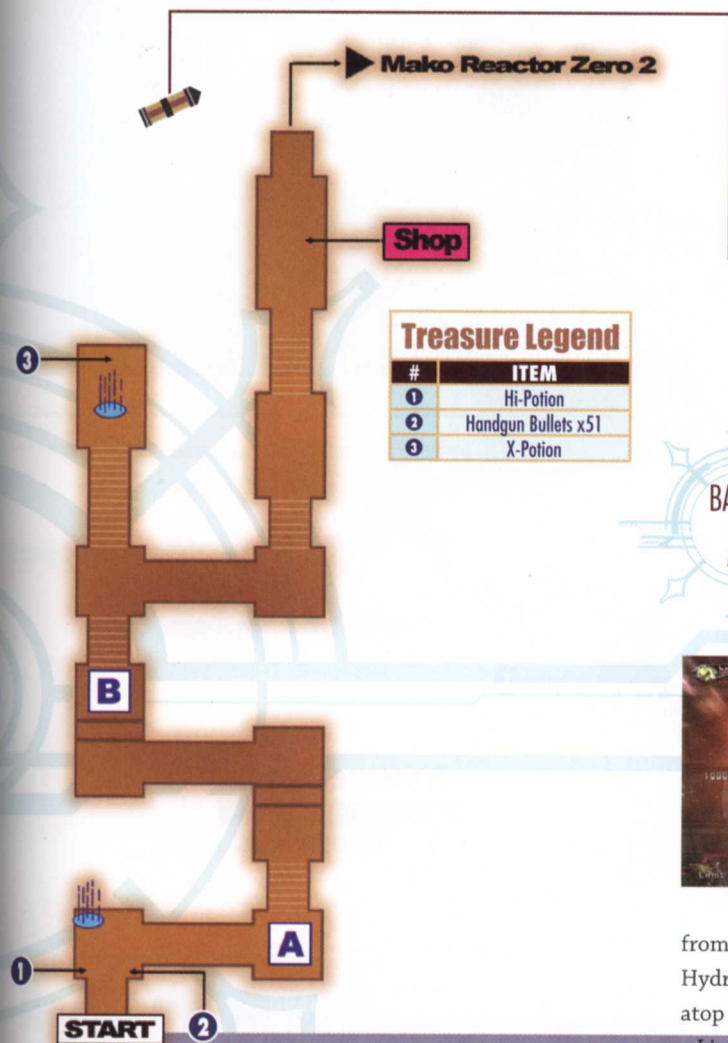 Mako Reactor Zero 2
Shop
3
Treasure Legend
# ITEM
1 Hi-Potion
2 Handgun Bullets x51
3 X-Potion
BA
B
A
1
START
2
from
Hydr
atop